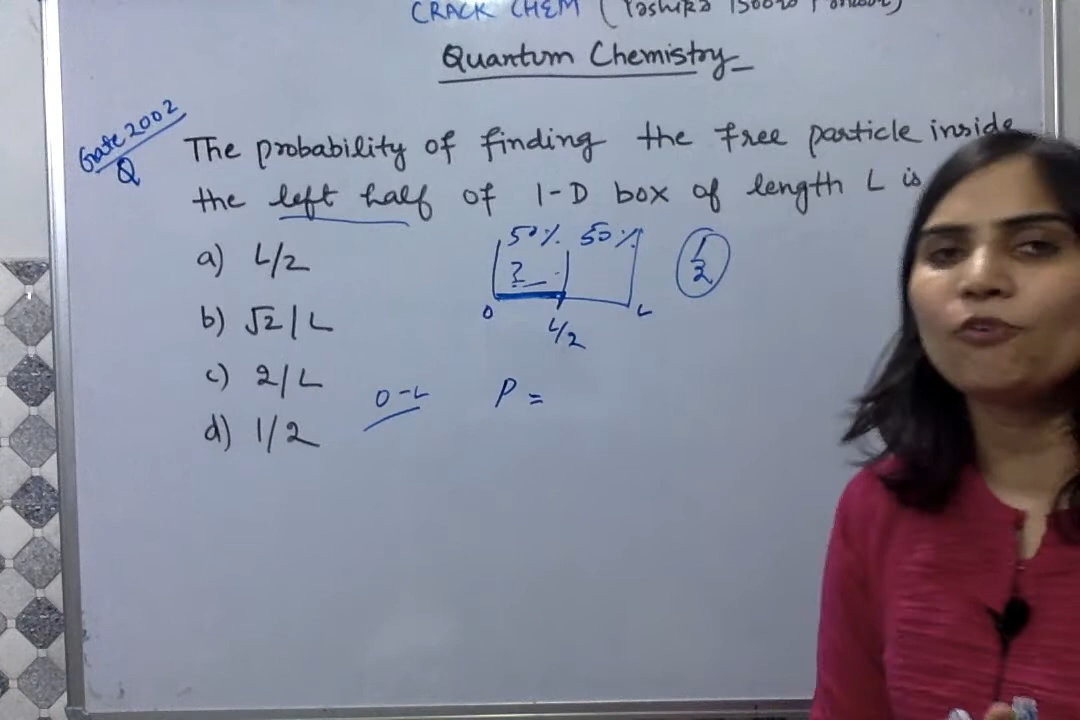 CRACK CHEM (
Quantum Chemistry
Gate 2002
Q
The probability of finding the free particle inside
the left half of 1-D box of length L is
a) L/2
b) √2/L
c) 2/L
d) 1/2
50% 50%
?
0 L/2 L
1/2
0-L
P =